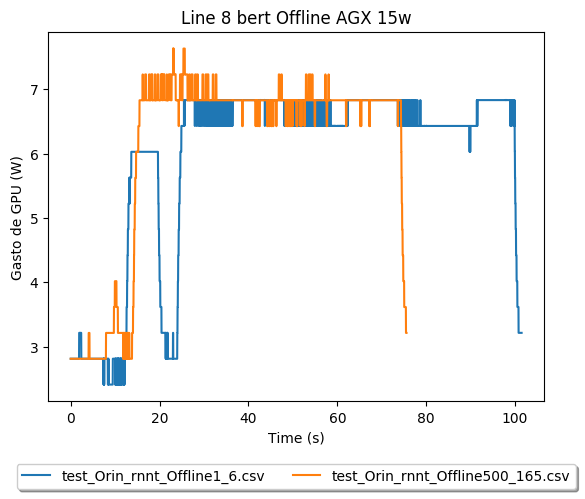 Line 8 bert Offline AGX 15w
7
6
5
4
3
Gasto de GPU (W)
0 20 40 60 80 100
Time (s)
test_Orin_rnnt_Offline1_6.csv test_Orin_rnnt_Offline500_165.csv